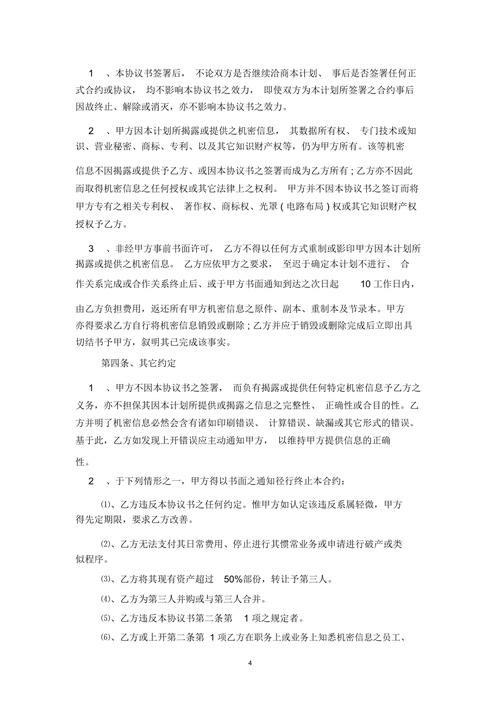 1 、本协议书签署后， 不论双方是否继续洽商本计划、 事后是否签署任何正
式合约或协议， 均不影响本协议书之效力， 即使双方为本计划所签署之合约事后
因故终止、解除或消灭，亦不影响本协议书之效力。
2 、甲方因本计划所揭露或提供之机密信息， 其数据所有权、 专门技术或知
识、营业秘密、商标、专利、以及其它知识财产权等，仍为甲方所有。该等机密
信息不因揭露或提供予乙方、或因本协议书之签署而成为乙方所有 ; 乙方亦不因此
而取得机密信息之任何授权或其它法律上之权利。 甲方并不因本协议书之签订而将
甲方专有之相关专利权、 著作权、商标权、光罩 ( 电路布局 ) 权或其它知识财产权
授权予乙方。
3 、非经甲方事前书面许可， 乙方不得以任何方式重制或影印甲方因本计划所
揭露或提供之机密信息。 乙方应依甲方之要求， 至迟于确定本计划不进行、 合
作关系完成或合作关系终止后、或于甲方书面通知到达之次日起 10 工作日内，
由乙方负担费用，返还所有甲方机密信息之原件、副本、重制本及节录本。甲方
亦得要求乙方自行将机密信息销毁或删除 ; 乙方并应于销毁或删除完成后立即出具
切结书予甲方，叙明其已完成该事实。
第四条、其它约定
1 、甲方不因本协议书之签署， 而负有揭露或提供任何特定机密信息予乙方之
义务，亦不担保其因本计划所提供或揭露之信息之完整性、 正确性或合目的性。乙
方并明了机密信息必然会含有诸如印刷错误、 计算错误、缺漏或其它形式的错误。
基于此，乙方如发现上开错误应主动通知甲方， 以维持甲方提供信息的正确
性。
2 、于下列情形之一，甲方得以书面之通知径行终止本合约：
⑴、乙方违反本协议书之任何约定。惟甲方如认定该违反系属轻微，甲方
得先定期限，要求乙方改善。
⑵、乙方无法支付其日常费用、停止进行其惯常业务或申请进行破产或类
似程序。
⑶、乙方将其现有资产超过 50%部份，转让予第三人。
⑷、乙方为第三人并购或与第三人合并。
⑸、乙方违反本协议书第二条第 1 项之规定者。
⑹、乙方或上开第二条第 1 项乙方在职务上或业务上知悉机密信息之员工、
4